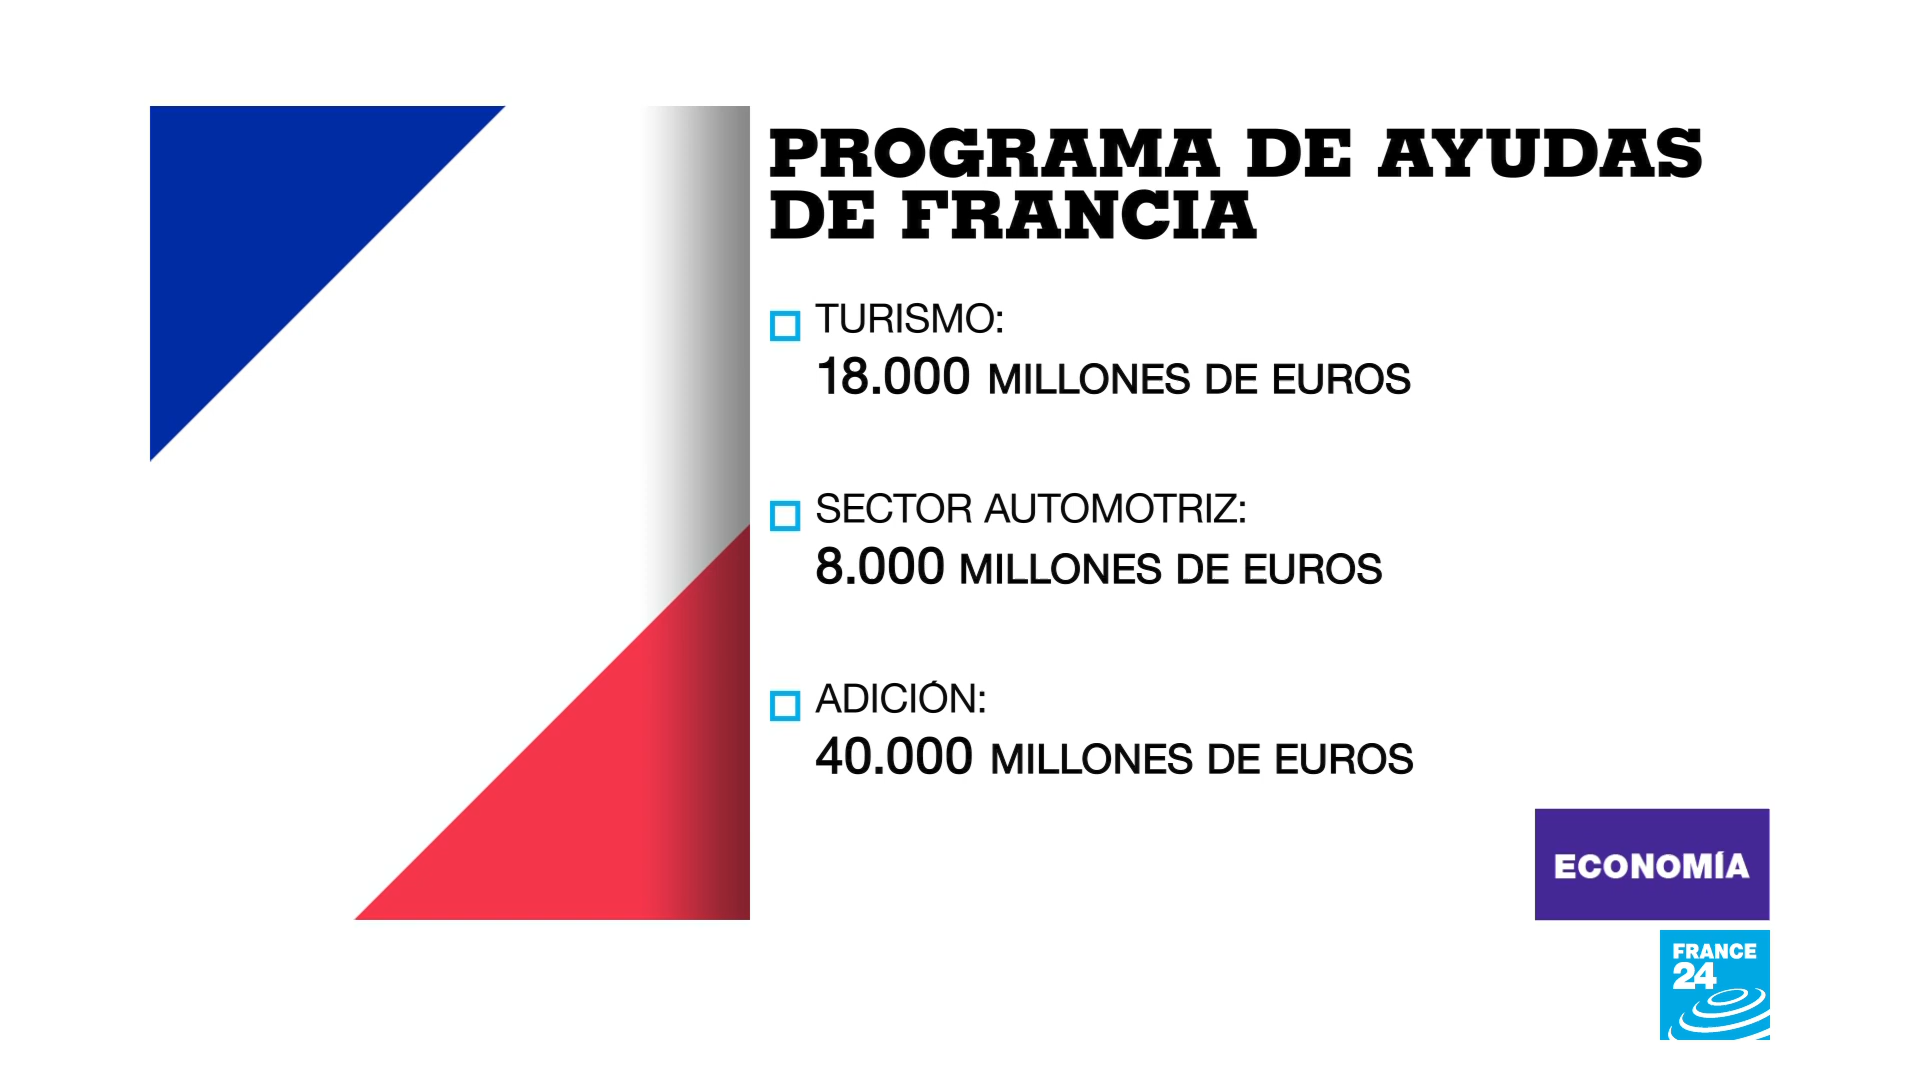 PROGRAMA DE AYUDAS
DE FRANCIA
TURISMO:
18.000 MILLONES DE EUROS
SECTOR AUTOMOTRIZ:
8.000 MILLONES DE EUROS
ADICIÓN:
40.000 MILLONES DE EUROS
ECONOMÍA
FRANCE
24